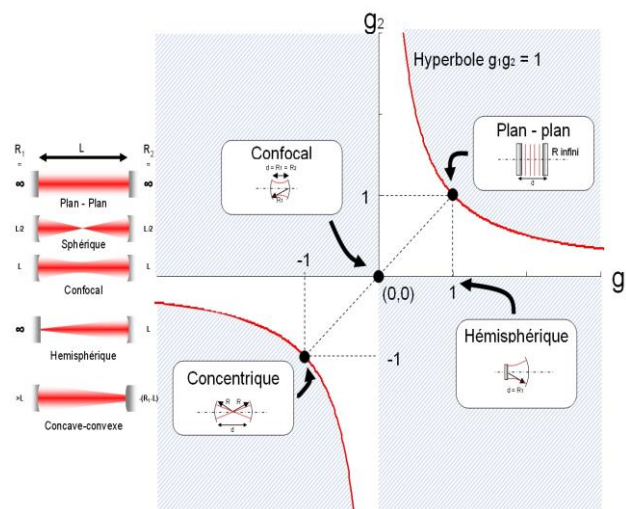 g₂
Hyperbole g₁g₂ = 1
R₁
=
L
R₂
=
∞
∞
Plan - Plan
L/2
L/2
Sphérique
L
L
Confocal
∞
L
Hemisphérique
>L
-(R₁-L)
Concave-convexe
Confocal
d = R₁ = R₂
R₁
Plan - plan
R infini
d
1
-1
(0,0)
1
g
-1
Concentrique
R
R
d
Hémisphérique
d = R₁